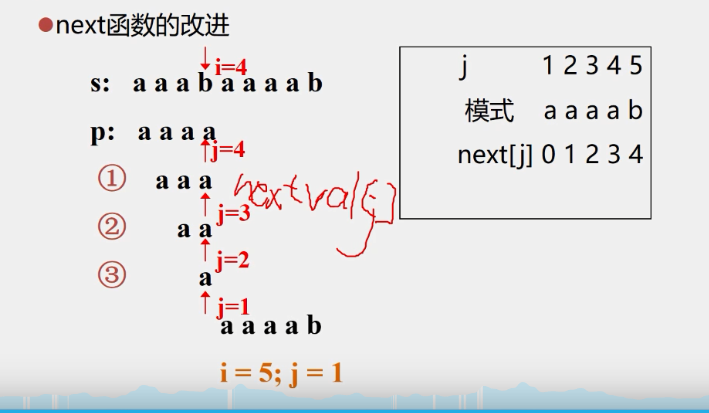 ●next函数的改进
i=4
s: a a a b a a a a b
p: a a a a
j=4
① a a a
nextval[j]
j=3
② a a
j=2
③ a
j=1
a a a a b
i = 5; j = 1
j 1 2 3 4 5
模式 a a a a b
next[j] 0 1 2 3 4